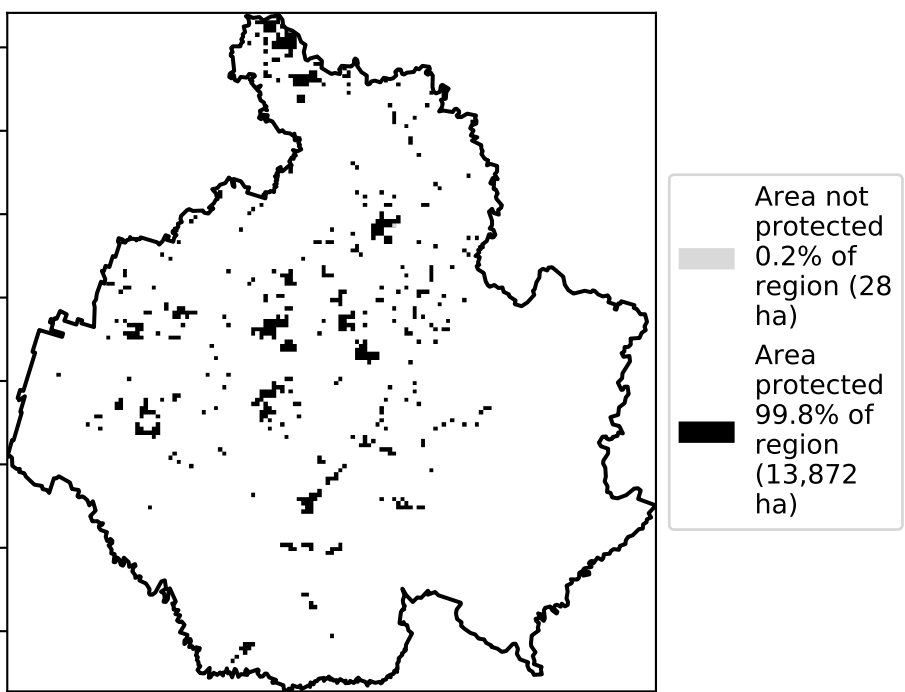 Area not
protected
0.2% of
region (28
ha)
Area
protected
99.8% of
region
(13,872
ha)